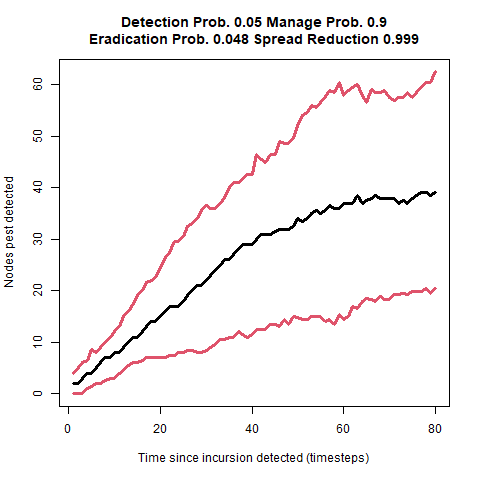 Detection Prob. 0.05 Manage Prob. 0.9
Eradication Prob. 0.048 Spread Reduction 0.999
Nodes pest detected
60
50
40
30
20
10
0
0 20 40 60 80
Time since incursion detected (timesteps)